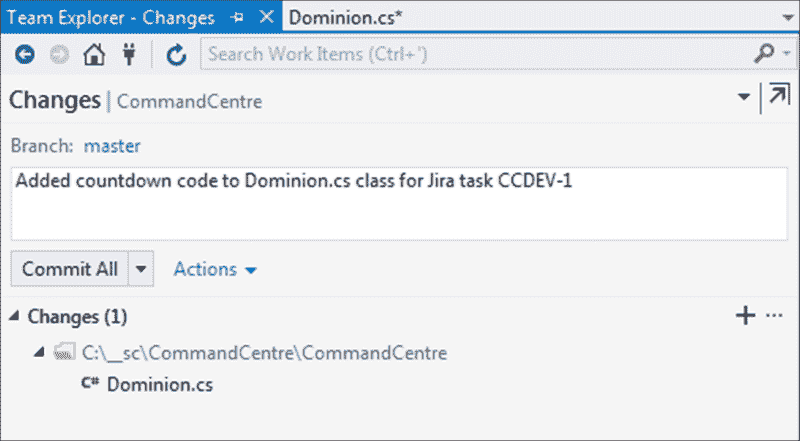 Team Explorer - Changes Dominion.cs*
Search Work Items (Ctrl+')
Changes | CommandCentre
Branch: master
Added countdown code to Dominion.cs class for Jira task CCDEV-1
Commit All Actions
Changes (1)
C:\__sc\CommandCentre\CommandCentre
C# Dominion.cs